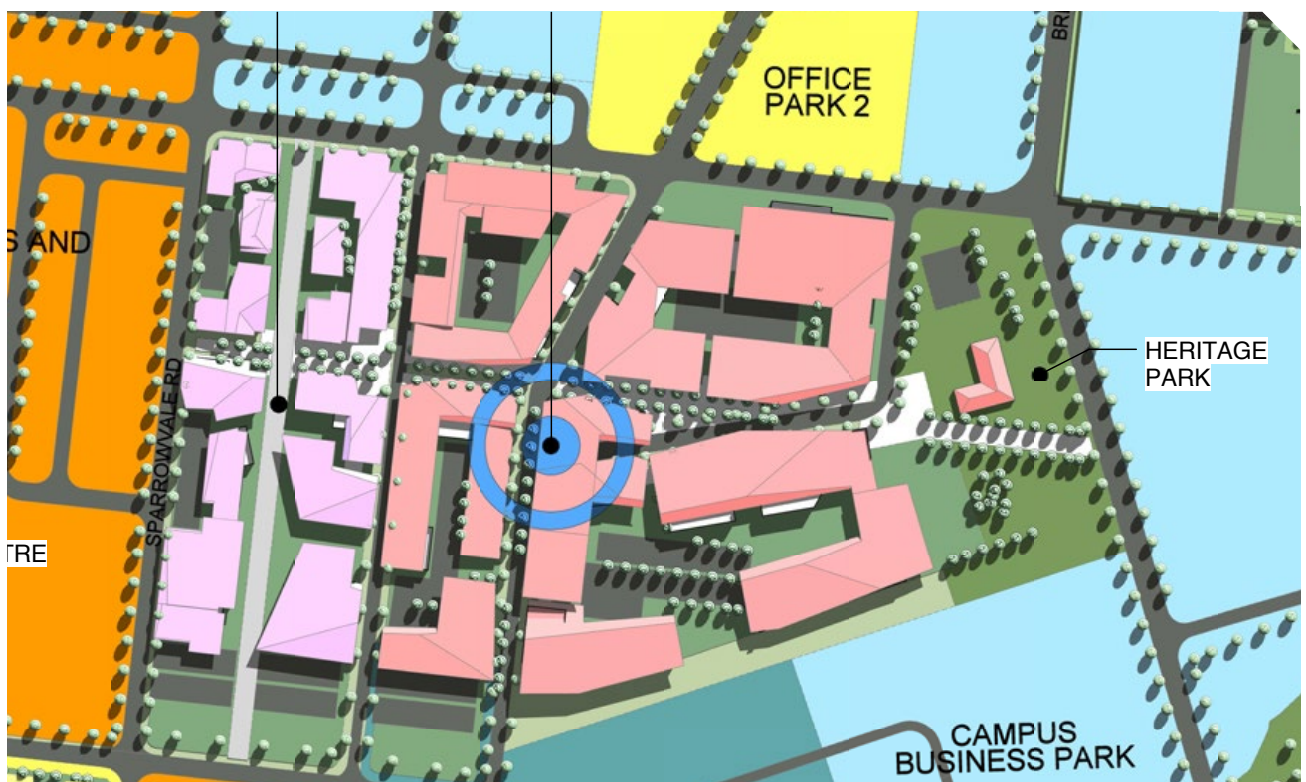 OFFICE
PARK 2
S AND
HERITAGE
PARK
SPARROWVALE RD
TRE
CAMPUS
BUSINESS PARK